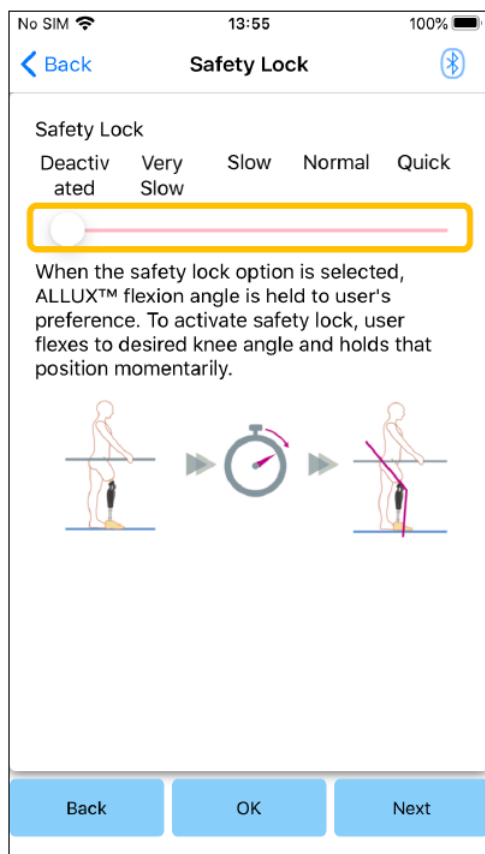 No SIM 13:55 100%
Back Safety Lock
Safety Lock
Deactiv Very Slow Normal Quick
ated Slow
When the safety lock option is selected,
ALLUX™ flexion angle is held to user's
preference. To activate safety lock, user
flexes to desired knee angle and holds that
position momentarily.
Back OK Next